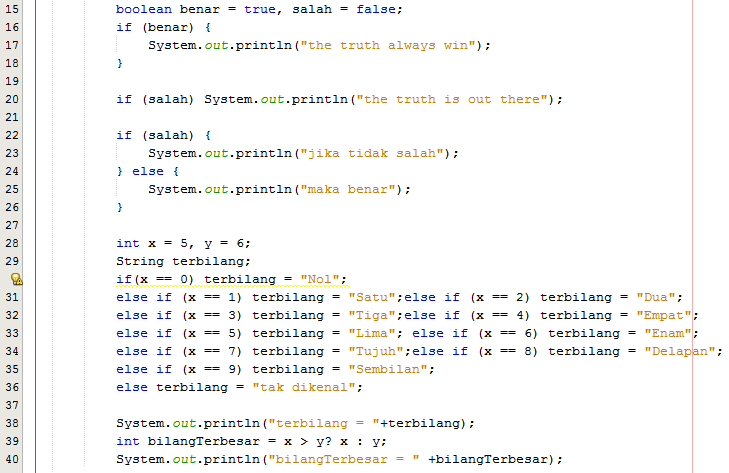 15 boolean benar = true, salah = false;
16 if (benar) {
17 System.out.println("the truth always win");
18 }
19
20 if (salah) System.out.println("the truth is out there");
21
22 if (salah) {
23 System.out.println("jika tidak salah");
24 } else {
25 System.out.println("maka benar");
26 }
27
28 int x = 5, y = 6;
29 String terbilang;
if(x == 0) terbilang = "Nol";
31 else if (x == 1) terbilang = "Satu";else if (x == 2) terbilang = "Dua";
32 else if (x == 3) terbilang = "Tiga";else if (x == 4) terbilang = "Empat";
33 else if (x == 5) terbilang = "Lima"; else if (x == 6) terbilang = "Enam";
34 else if (x == 7) terbilang = "Tujuh";else if (x == 8) terbilang = "Delapan";
35 else if (x == 9) terbilang = "Sembilan";
36 else terbilang = "tak dikenal";
37
38 System.out.println("terbilang = "+terbilang);
39 int bilangTerbesar = x > y? x : y;
40 System.out.println("bilangTerbesar = " +bilangTerbesar);